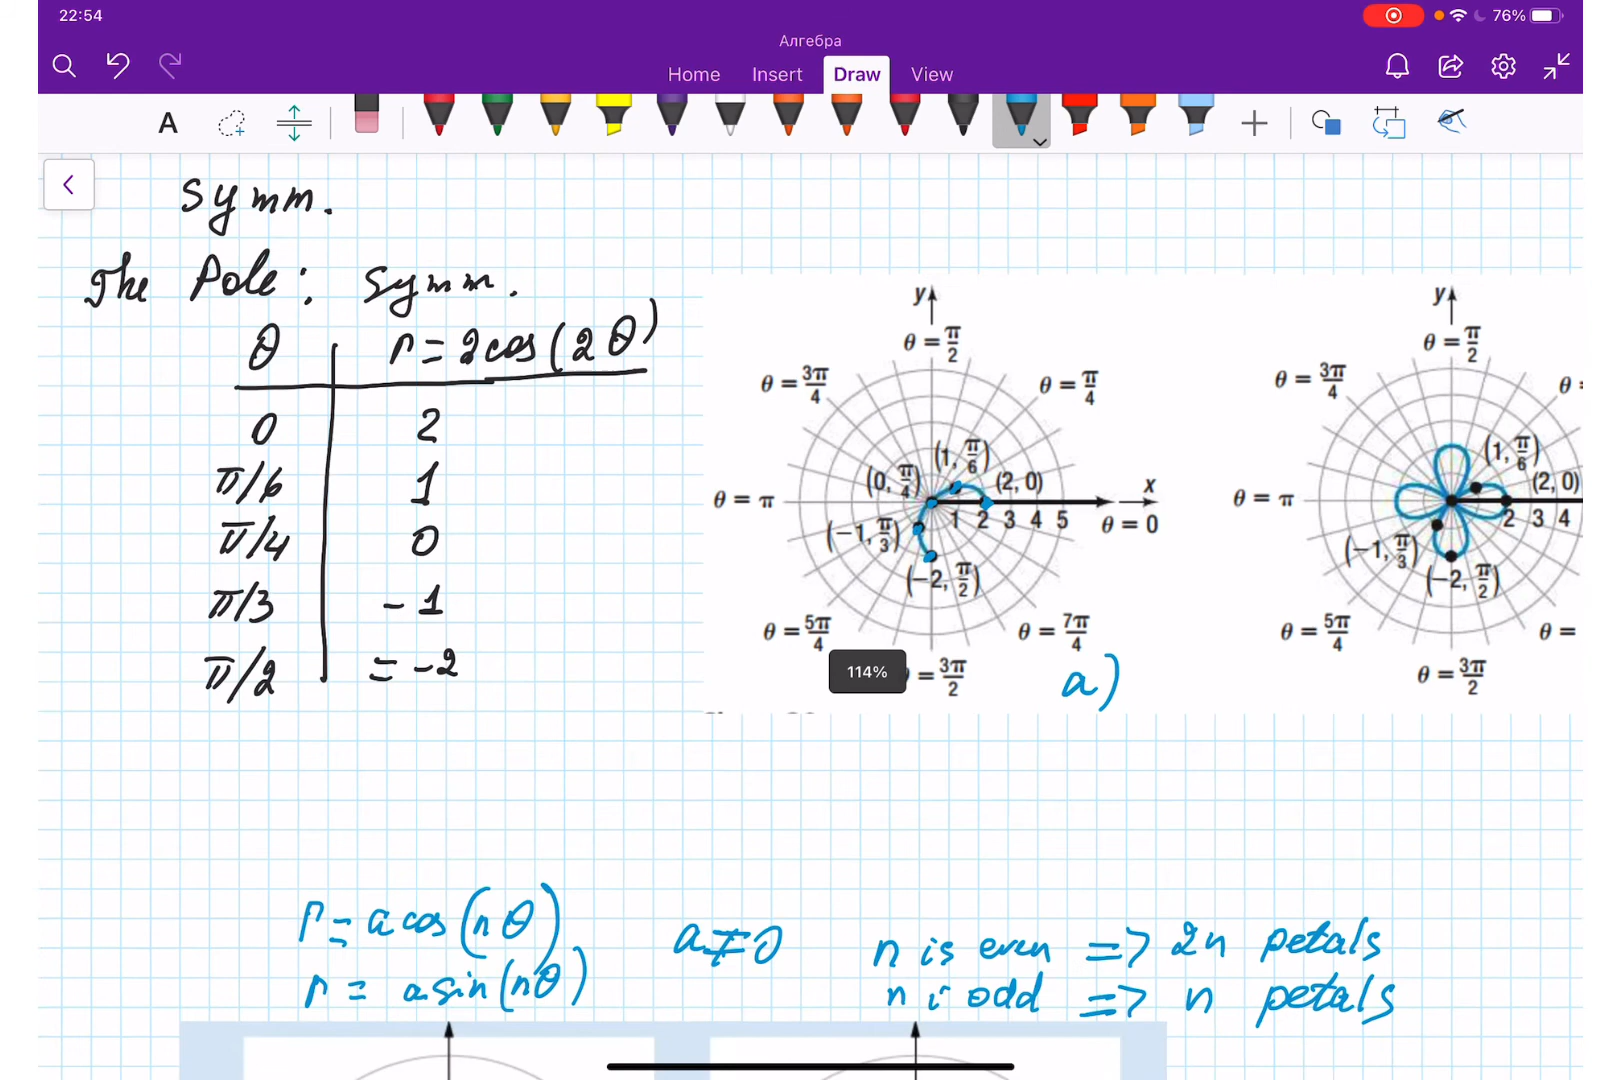 22:54
76%
Алгебра
Home Insert Draw View
A
Symm.
The Pole: Symm.
θ r = 2cos(2θ)
0 2
π/6 1
π/4 0
π/3 -1
π/2 = -2
y
θ = π/2
θ = 3π/4
θ = π/4
(1, π/6)
(0, π/4)
(2, 0)
x
θ = π
1 2 3 4 5
θ = 0
(-1, π/3)
(-2, π/2)
θ = 5π/4
θ = 7π/4
114%
= 3π/2
a)
y
θ = π/2
θ = 3π/4
θ =
(1, π/6)
(2, 0)
θ = π
2 3 4
(-1, π/3)
(-2, π/2)
θ = 5π/4
θ =
θ = 3π/2
r = a cos(nθ)
r = a sin(nθ)
a ≠ 0
n is even => 2n petals
n i odd => n petals